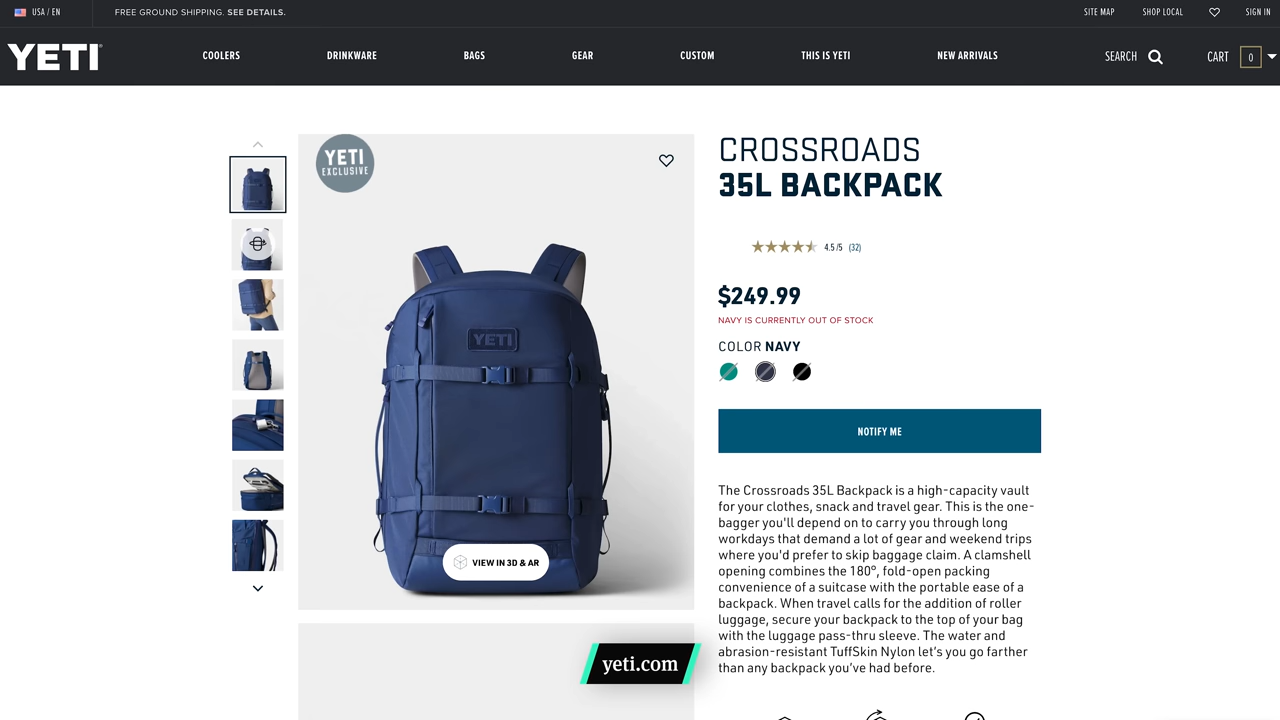 USA / EN
FREE GROUND SHIPPING. SEE DETAILS.
SITE MAP
SHOP LOCAL
SIGN IN
YETI
COOLERS
DRINKWARE
BAGS
GEAR
CUSTOM
THIS IS YETI
NEW ARRIVALS
SEARCH
CART
0
YETI
EXCLUSIVE
YETI
VIEW IN 3D & AR
CROSSROADS
35L BACKPACK
4.5 /5 (32)
$249.99
NAVY IS CURRENTLY OUT OF STOCK
COLOR NAVY
NOTIFY ME
The Crossroads 35L Backpack is a high-capacity vault
for your clothes, snack and travel gear. This is the one-
bagger you'll depend on to carry you through long
workdays that demand a lot of gear and weekend trips
where you'd prefer to skip baggage claim. A clamshell
opening combines the 180°, fold-open packing
convenience of a suitcase with the portable ease of a
backpack. When travel calls for the addition of roller
luggage, secure your backpack to the top of your bag
with the luggage pass-thru sleeve. The water and
abrasion-resistant TuffSkin Nylon let’s you go farther
than any backpack you’ve had before.
yeti.com